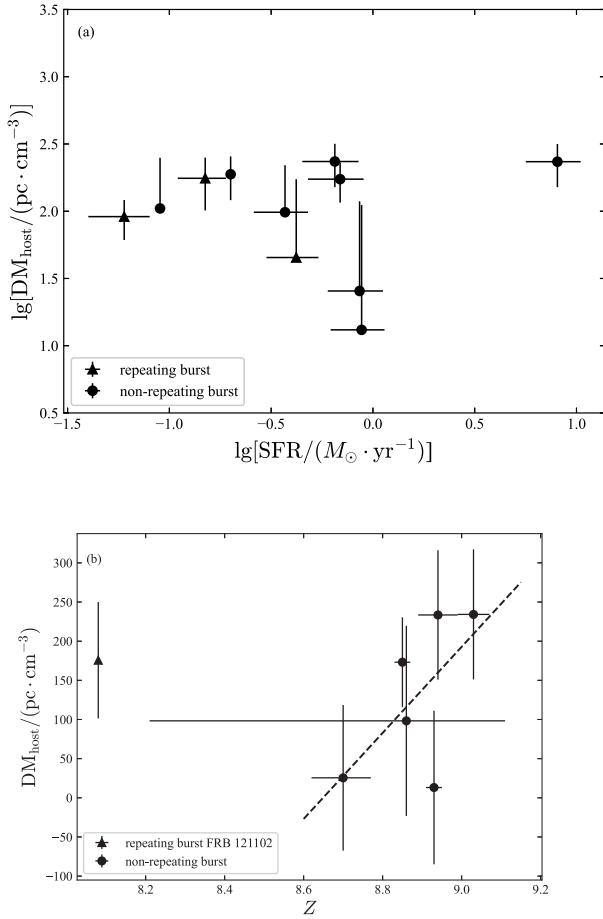 (a)
3.5
3.0
2.5
2.0
1.5
1.0
0.5
lg[DM_host/(pc · cm⁻³)]
repeating burst
non-repeating burst
−1.5 −1.0 −0.5 0.0 0.5 1.0
lg[SFR/(M_⊙ · yr⁻¹)]
(b)
300
250
200
150
100
50
0
−50
−100
DM_host/(pc · cm⁻³)
repeating burst FRB 121102
non-repeating burst
8.2 8.4 8.6 8.8 9.0 9.2
Z